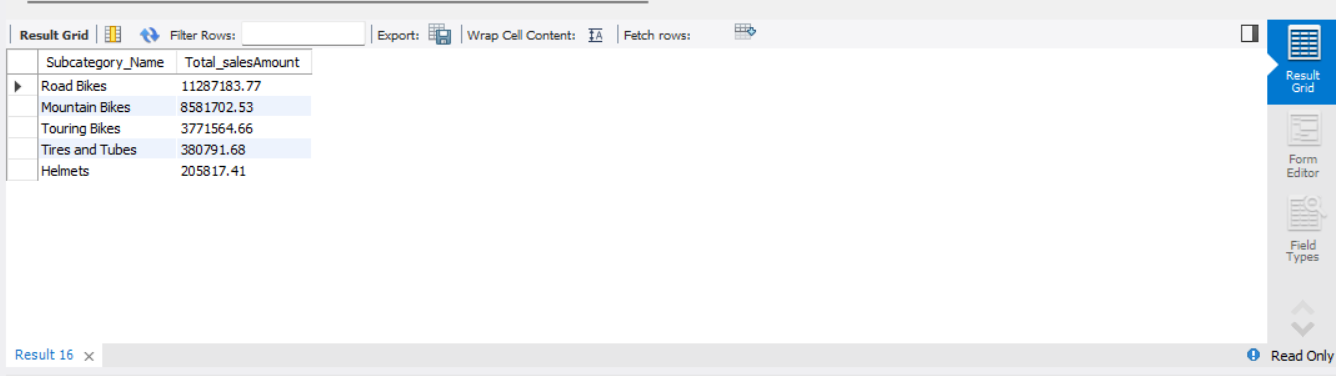 Result Grid Filter Rows: Export: Wrap Cell Content: IA Fetch rows:
Subcategory_Name Total_salesAmount
Road Bikes 11287183.77
Mountain Bikes 8581702.53
Touring Bikes 3771564.66
Tires and Tubes 380791.68
Helmets 205817.41
Result
Grid
Form
Editor
Field
Types
Result 16 ×
Read Only